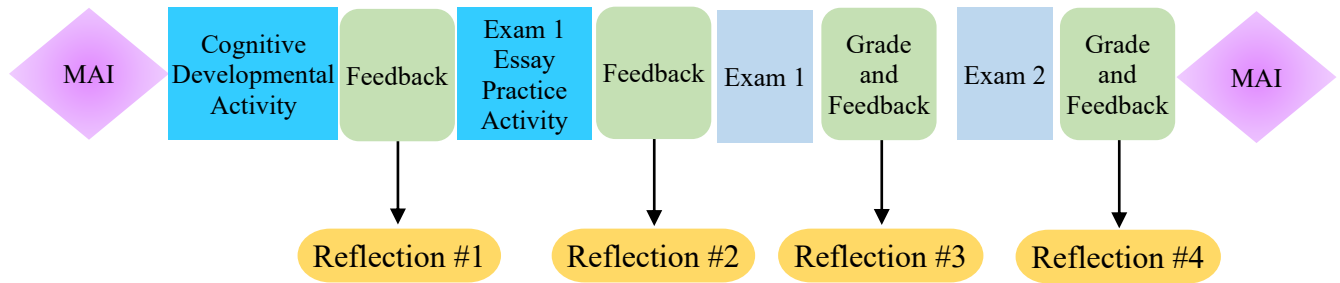 MAI
Cognitive
Developmental
Activity
Feedback
Exam 1
Essay
Practice
Activity
Feedback
Exam 1
Grade
and
Feedback
Exam 2
Grade
and
Feedback
MAI
Reflection #1
Reflection #2
Reflection #3
Reflection #4